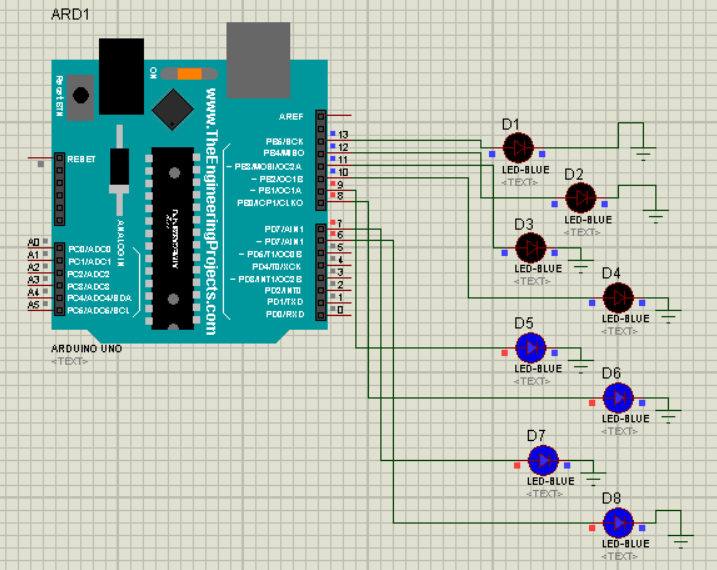 ARD1
ResetBTN
ON
www.TheEngineeringProjects.com
ANALOG IN
RESET
AREF
PB5/SCK
PB4/MISO
~ PB3/MOSI/OC2A
~ PB2/OC1B
~ PB1/OC1A
PB0/ICP1/CLKO
PD7/AIN1
~ PD6/T1/OC0B
PD4/T0/XCK
~ PD3/INT1/OC2B
PD2/INT0
PD1/TXD
PD0/RXD
13
12
11
10
9
8
7
6
5
4
3
2
1
0
A0
A1
A2
A3
A4
A5
PC0/ADC0
PC1/ADC1
PC2/ADC2
PC3/ADC3
PC4/ADC4/SDA
ARDUINO UNO
<TEXT>
D1
LED-BLUE
<TEXT>
D2
LED-BLUE
<TEXT>
D3
LED-BLUE
<TEXT>
D4
LED-BLUE
<TEXT>
D5
LED-BLUE
<TEXT>
D6
LED-BLUE
<TEXT>
D7
LED-BLUE
<TEXT>
D8
LED-BLUE
<TEXT>